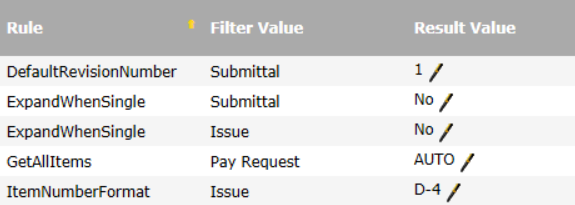 Rule Filter Value Result Value
DefaultRevisionNumber Submittal 1
ExpandWhenSingle Submittal No
ExpandWhenSingle Issue No
GetAllItems Pay Request AUTO
ItemNumberFormat Issue D-4